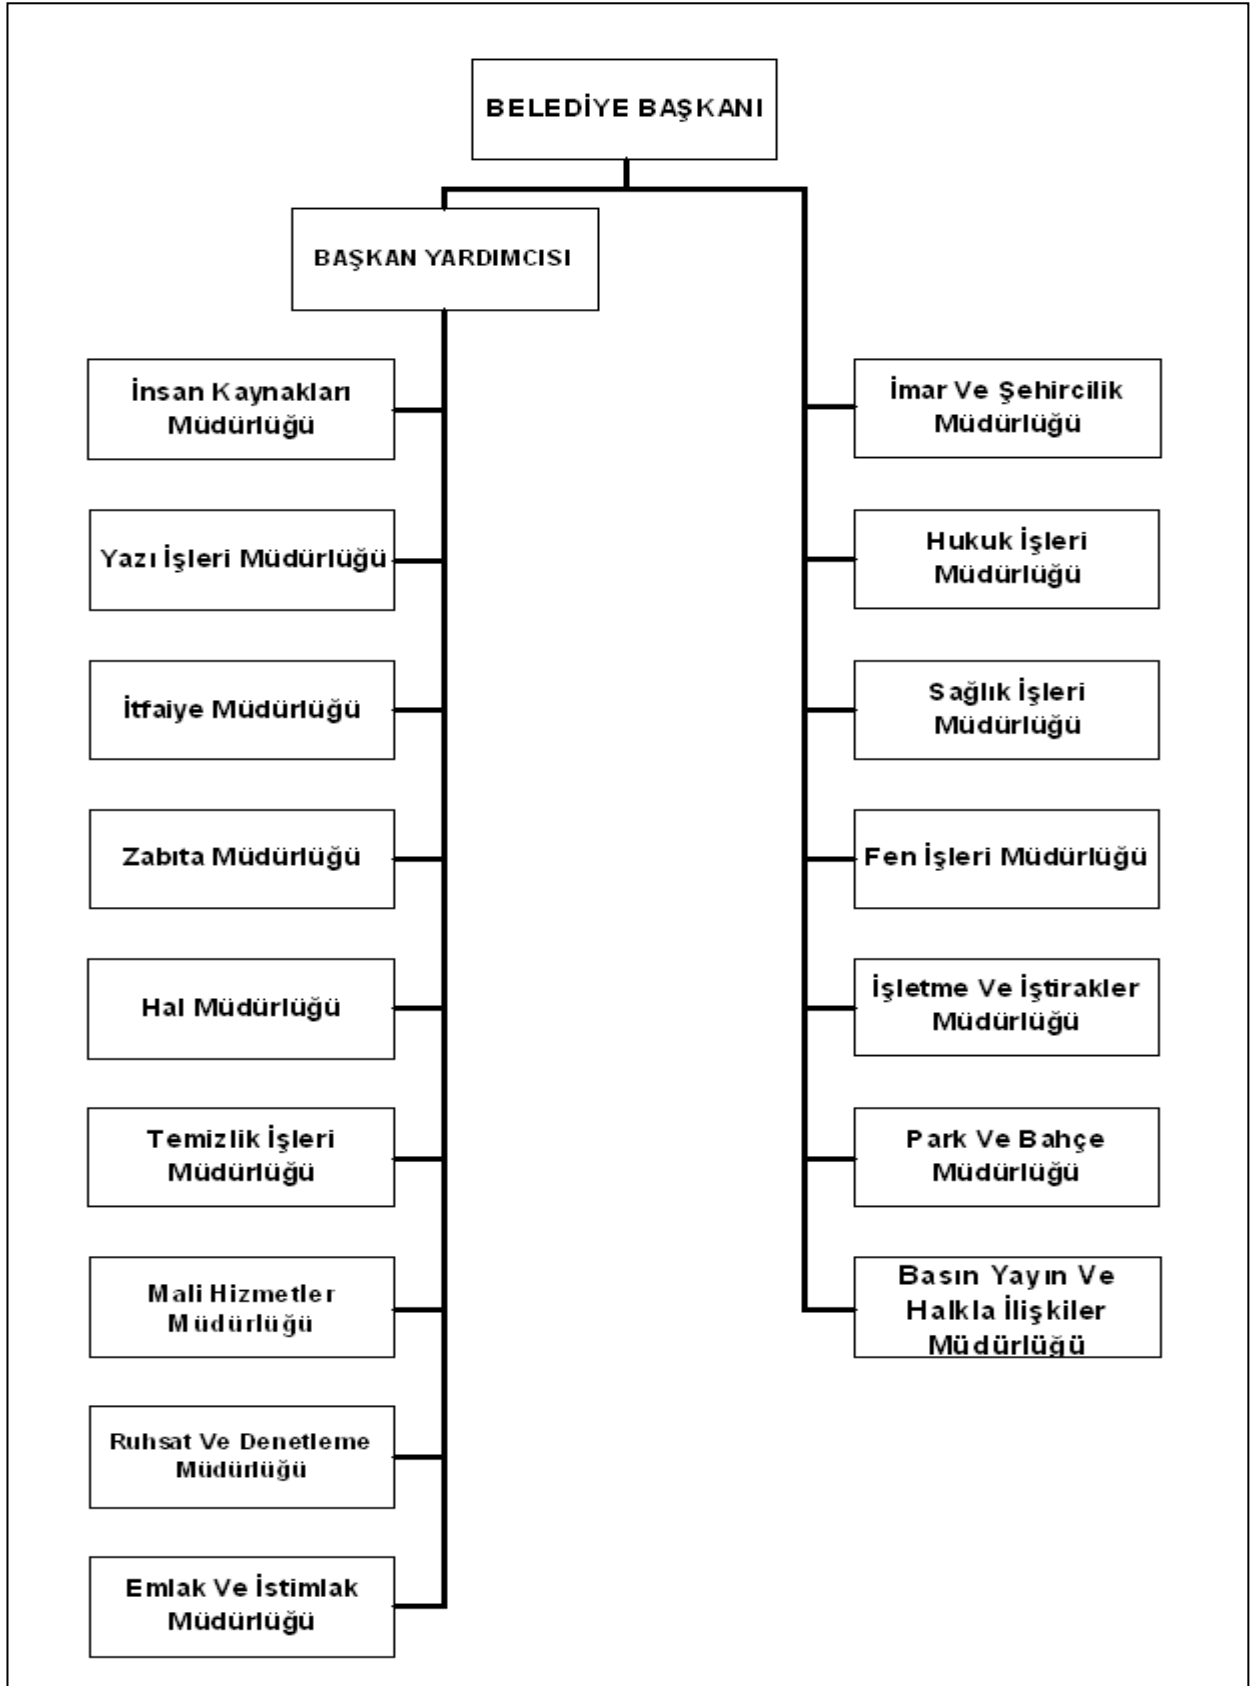 BELEDİYE BAŞKANI
BAŞKAN YARDIMCISI
İnsan Kaynakları
Müdürlüğü
Yazı İşleri Müdürlüğü
İtfaiye Müdürlüğü
Zabıta Müdürlüğü
Hal Müdürlüğü
Temizlik İşleri
Müdürlüğü
Mali Hizmetler
Müdürlüğü
Ruhsat Ve Denetleme
Müdürlüğü
Emlak Ve İstimlak
Müdürlüğü
İmar Ve Şehircilik
Müdürlüğü
Hukuk İşleri
Müdürlüğü
Sağlık İşleri
Müdürlüğü
Fen İşleri Müdürlüğü
İşletme Ve İştirakler
Müdürlüğü
Park Ve Bahçe
Müdürlüğü
Basın Yayın Ve
Halkla İlişkiler
Müdürlüğü